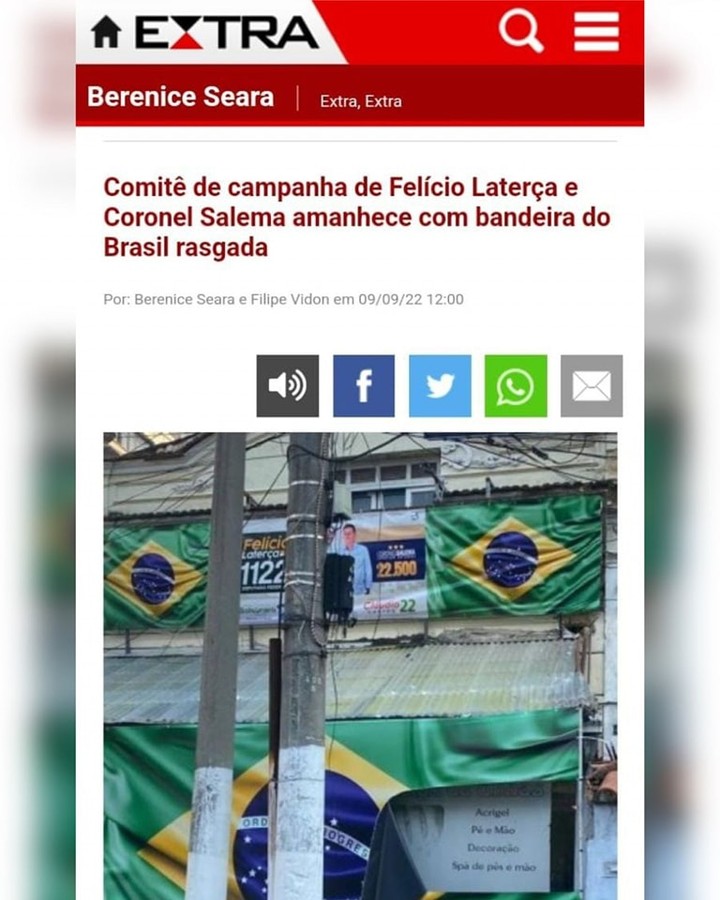 EXTRA
Berenice Seara | Extra, Extra
Comitê de campanha de Felício Laterça e
Coronel Salema amanhece com bandeira do
Brasil rasgada
Por: Berenice Seara e Filipe Vidon em 09/09/22 12:00
Felício
Laterça
1122
22.500
Cláudio
22
ORD
ROGRES
Acrigel
Pé e Mão
Decoração
Spa de pés e mão